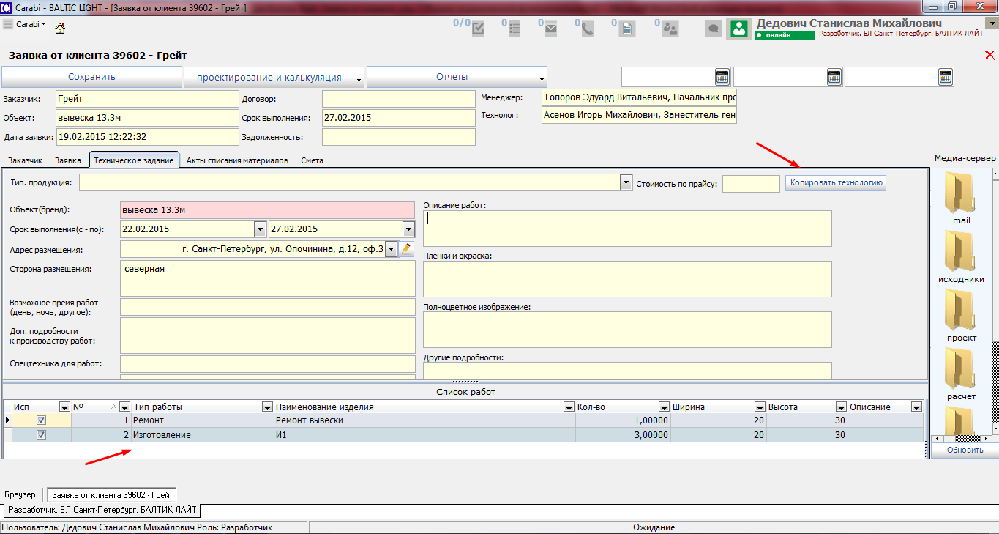 Carabi - BALTIC LIGHT - [Заявка от клиента 39602 - Грейт]
Carabi
0/0 0 0 0 0 0
Дедович Станислав Михайлович
онлайн Разработчик. БЛ Санкт-Петербург. БАЛТИК ЛАЙТ
Заявка от клиента 39602 - Грейт
Сохранить проектирование и калькуляция Отчеты
Заказчик: Грейт Договор: Менеджер: Топоров Эдуард Витальевич, Начальник про
Объект: вывеска 13.3м Срок выполнения: 27.02.2015 Технолог: Асенов Игорь Михайлович, Заместитель ген
Дата заявки: 19.02.2015 12:22:32 Задолженность:
Заказчик Заявка Техническое задание Акты списания материалов Смета Медиа-сервер
Тип. продукция: Стоимость по прайсу: Копировать технологию
Объект(бренд): вывеска 13.3м
Срок выполнения(с - по): 22.02.2015 27.02.2015
Адрес размещения: г. Санкт-Петербург, ул. Опочинина, д.12, оф.3
Сторона размещения: северная
Возможное время работ
(день, ночь, другое):
Доп. подробности
к производству работ:
Спецтехника для работ:
Описание работ:
Пленки и окраска:
Полноцветное изображение:
Другие подробности:
mail
исходники
проект
расчет
Обновить
Список работ
Исп № Тип работы Наименование изделия Кол-во Ширина Высота Описание
1 Ремонт Ремонт вывески 1,00000 20 30
2 Изготовление И1 3,00000 20 30
Браузер Заявка от клиента 39602 - Грейт
Разработчик. БЛ Санкт-Петербург. БАЛТИК ЛАЙТ
Пользователь: Дедович Станислав Михайлович Роль: Разработчик Ожидание